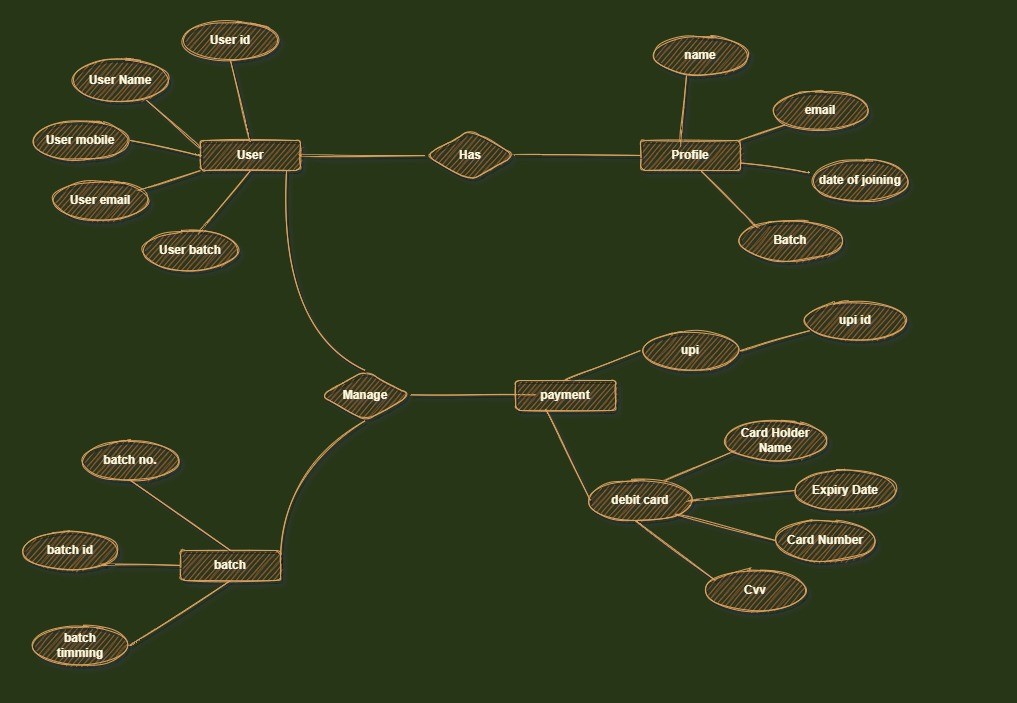 User id
User Name
User mobile
User email
User batch
User
Has
Profile
name
email
date of joining
Batch
upi id
upi
payment
Manage
debit card
Card Holder
Name
Expiry Date
Card Number
Cvv
batch no.
batch id
batch
batch
timming